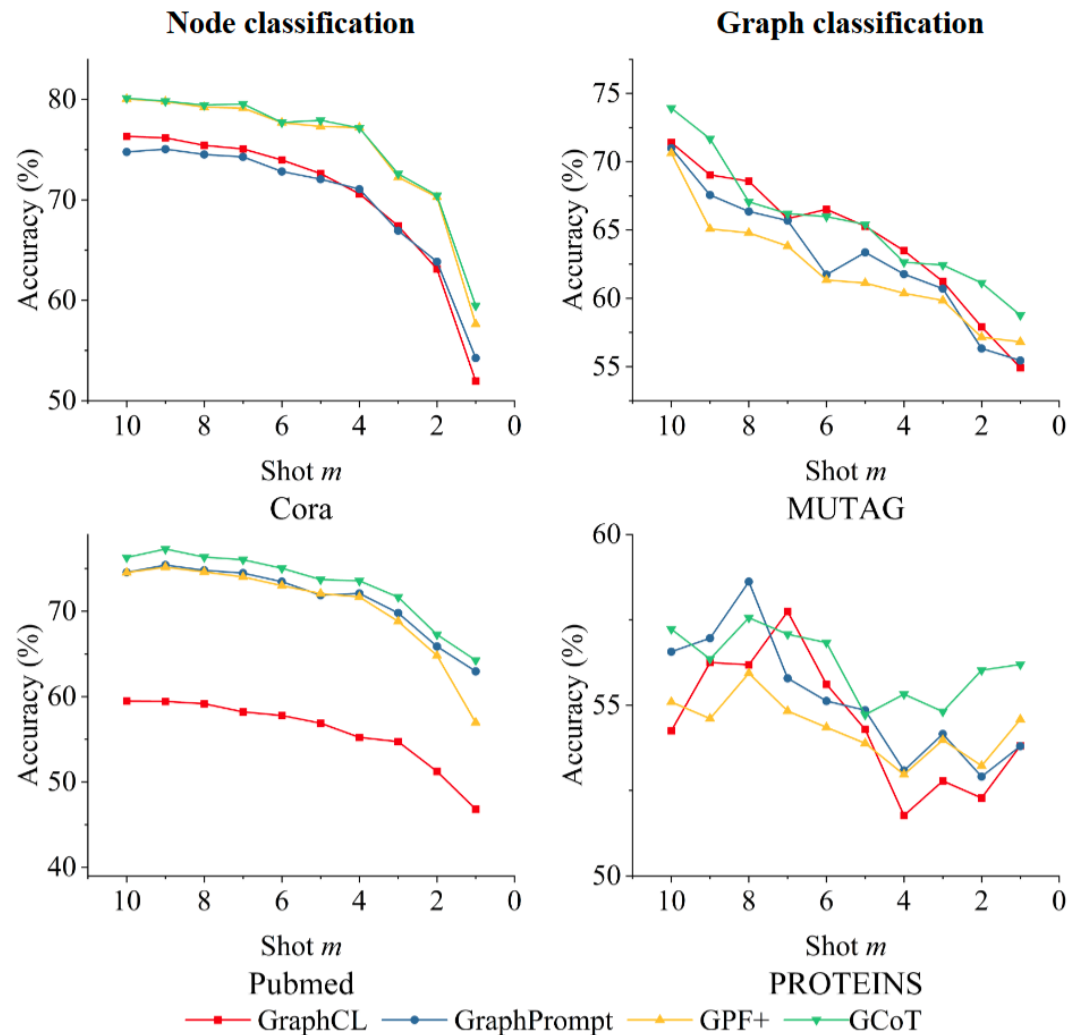 Node classification
Graph classification
80
70
60
50
Accuracy (%)
10 8 6 4 2 0
Shot m
Cora
75
70
65
60
55
Accuracy (%)
10 8 6 4 2 0
Shot m
MUTAG
70
60
50
40
Accuracy (%)
10 8 6 4 2 0
Shot m
Pubmed
60
55
50
Accuracy (%)
10 8 6 4 2 0
Shot m
PROTEINS
GraphCL GraphPrompt GPF+ GCoT